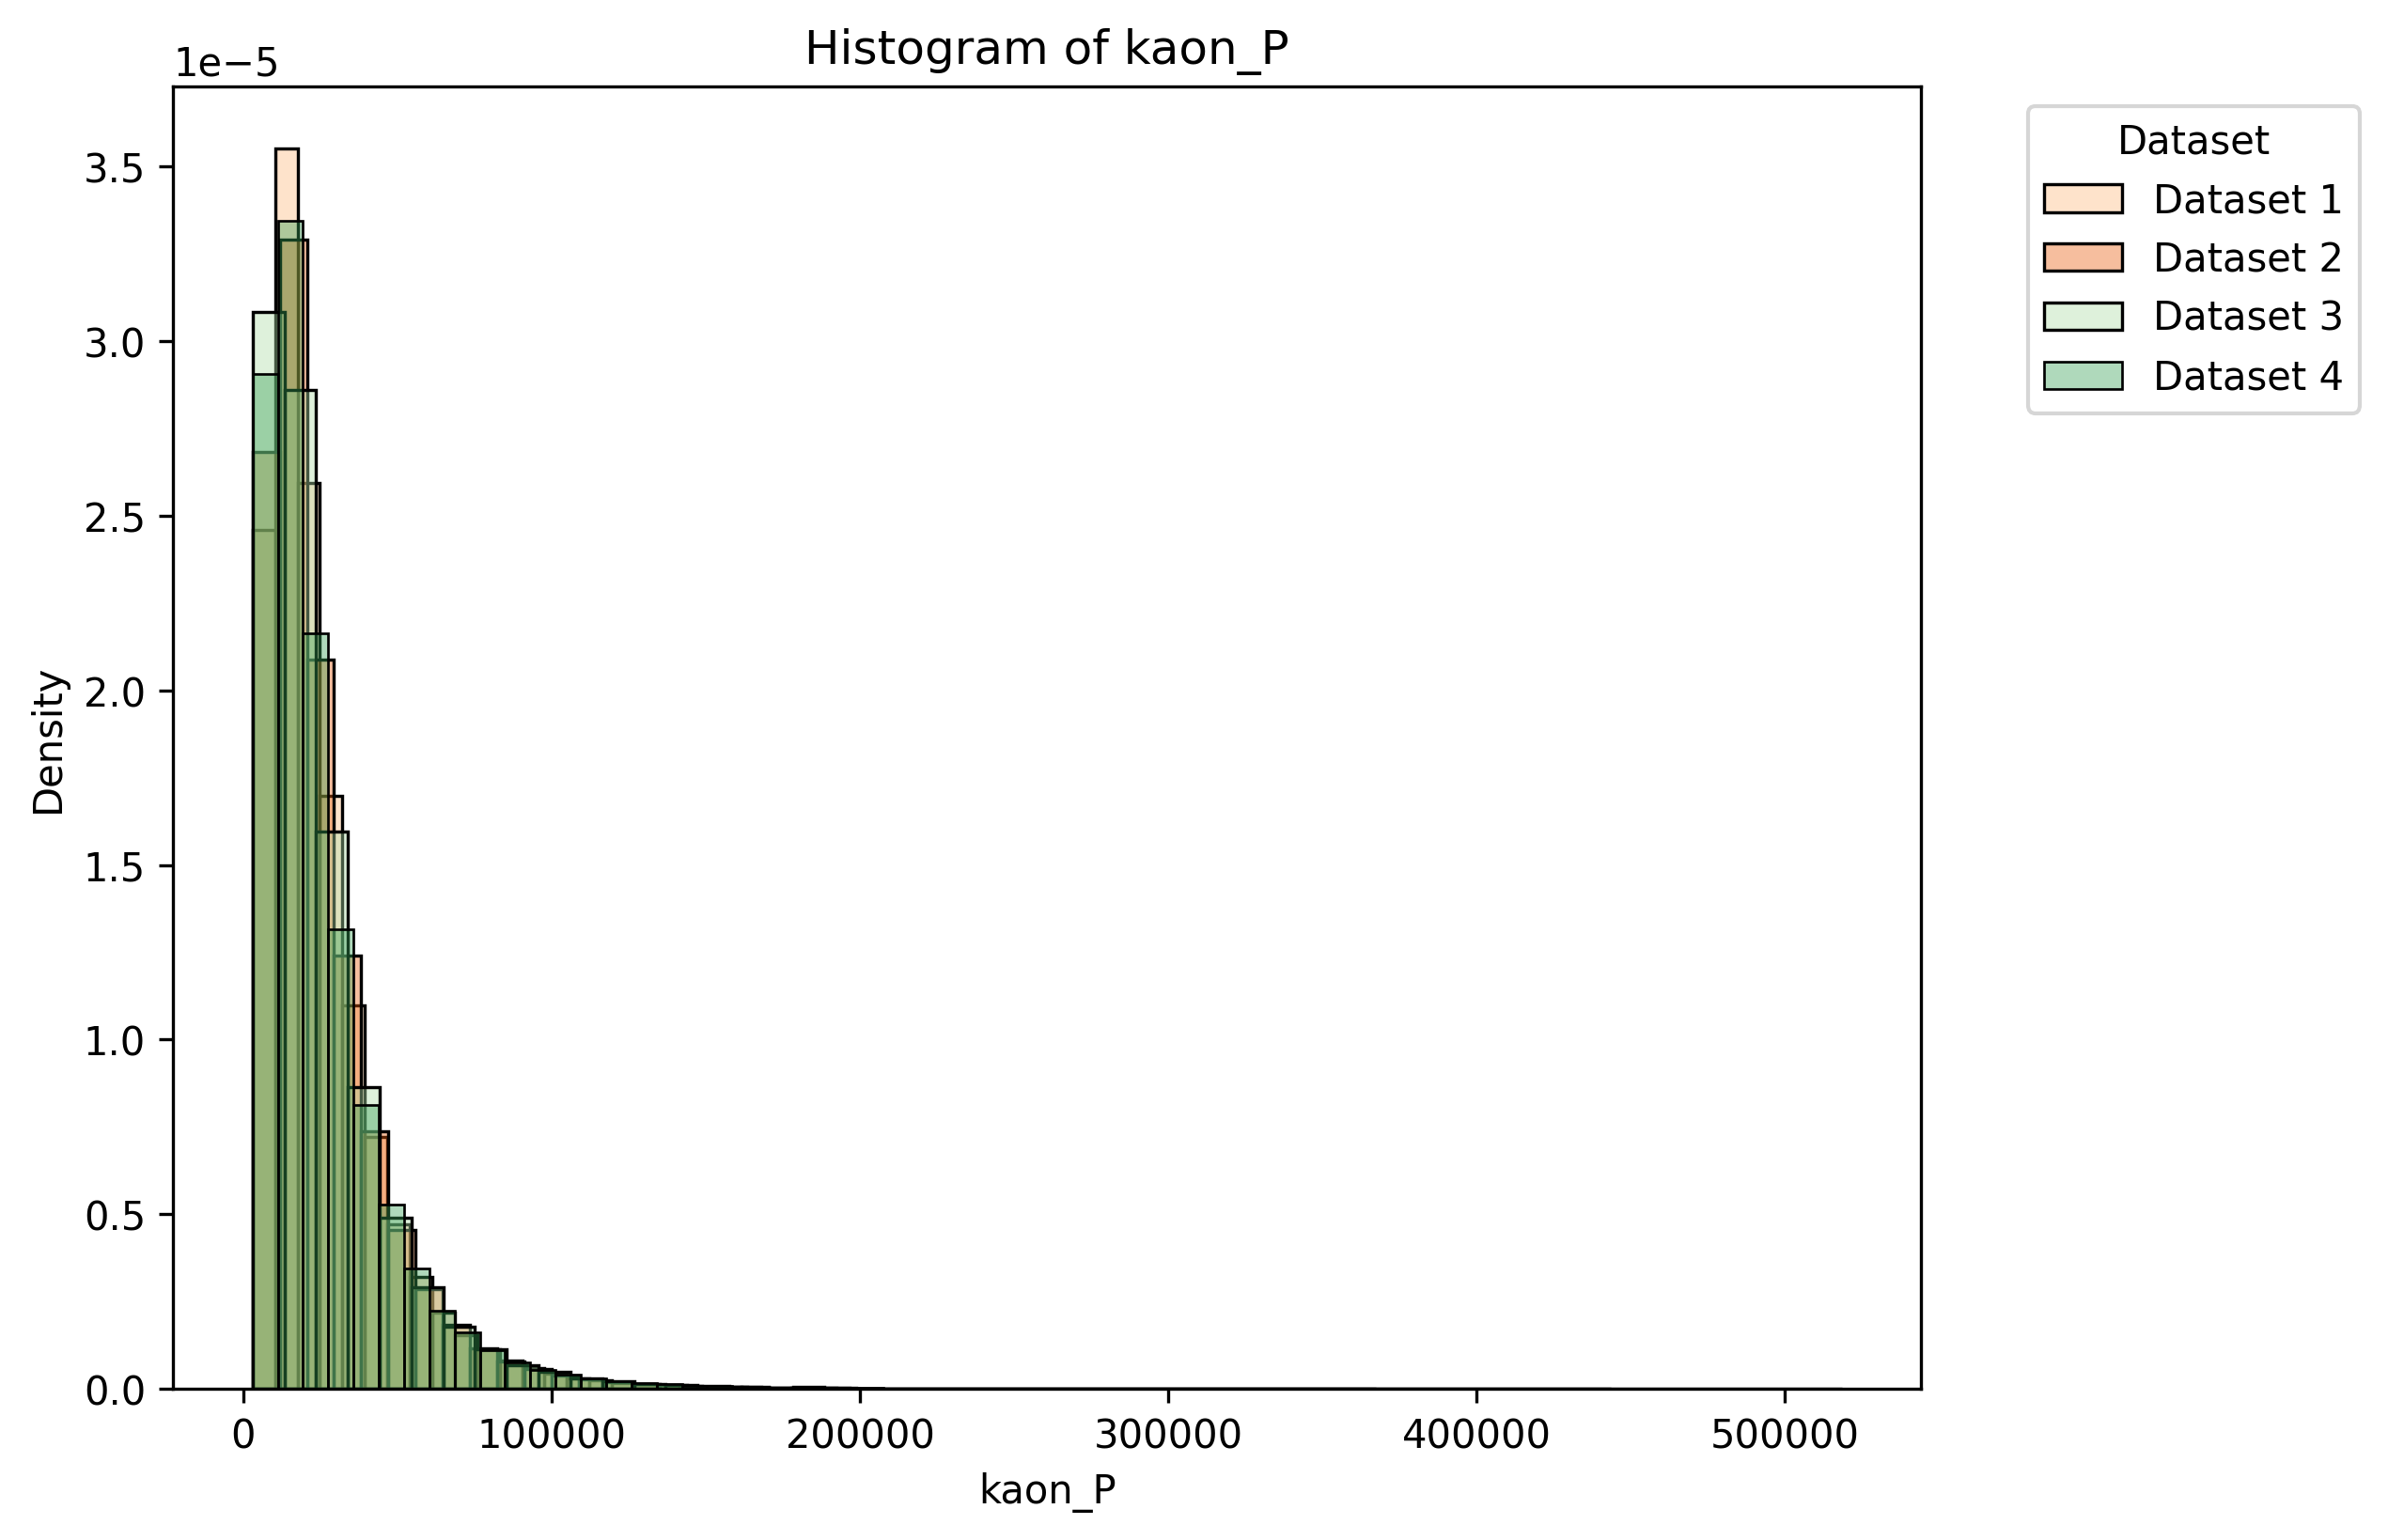 Histogram of kaon_P
1e−5
3.5
3.0
2.5
2.0
1.5
1.0
0.5
0.0
Density
0 100000 200000 300000 400000 500000
kaon_P
Dataset
Dataset 1
Dataset 2
Dataset 3
Dataset 4